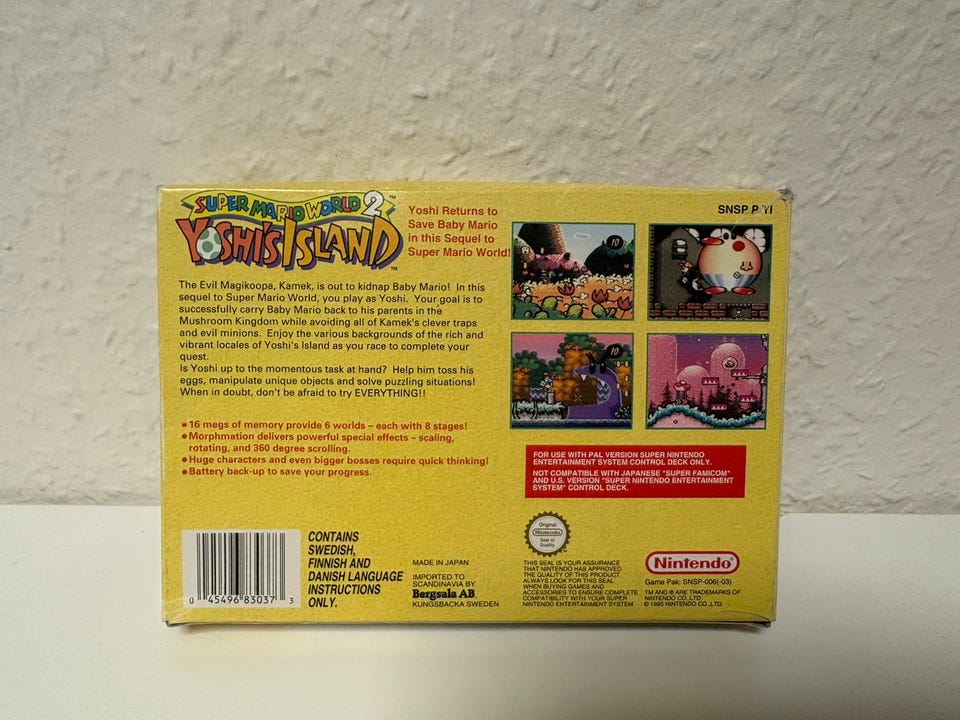 SUPER MARIO WORLD 2
YOSHI'S ISLAND
TM
TM
Yoshi Returns to
Save Baby Mario
in this Sequel to
Super Mario World!
SNSP P YI
The Evil Magikoopa, Kamek, is out to kidnap Baby Mario! In this
sequel to Super Mario World, you play as Yoshi. Your goal is to
successfully carry Baby Mario back to his parents in the
Mushroom Kingdom while avoiding all of Kamek's clever traps
and evil minions. Enjoy the various backgrounds of the rich and
vibrant locales of Yoshi's Island as you race to complete your
quest.
Is Yoshi up to the momentous task at hand? Help him toss his
eggs, manipulate unique objects and solve puzzling situations!
When in doubt, don't be afraid to try EVERYTHING!!
10
10
● 16 megs of memory provide 6 worlds – each with 8 stages!
● Morphmation delivers powerful special effects – scaling,
rotating, and 360 degree scrolling.
● Huge characters and even bigger bosses require quick thinking!
● Battery back-up to save your progress.
FOR USE WITH PAL VERSION SUPER NINTENDO
ENTERTAINMENT SYSTEM CONTROL DECK ONLY.
NOT COMPATIBLE WITH JAPANESE "SUPER FAMICOM"
AND U.S. VERSION "SUPER NINTENDO ENTERTAINMENT
SYSTEM" CONTROL DECK.
0 45496 83037 3
CONTAINS
SWEDISH,
FINNISH AND
DANISH LANGUAGE
INSTRUCTIONS
ONLY.
MADE IN JAPAN
IMPORTED TO
SCANDINAVIA BY
Bergsala AB
KUNGSBACKA SWEDEN
Original
Nintendo
Seal of
Quality
THIS SEAL IS YOUR ASSURANCE
THAT NINTENDO HAS APPROVED
THE QUALITY OF THIS PRODUCT.
ALWAYS LOOK FOR THIS SEAL
WHEN BUYING GAMES AND
ACCESSORIES TO ENSURE COMPLETE
COMPATIBILITY WITH YOUR SUPER
NINTENDO ENTERTAINMENT SYSTEM.
Nintendo®
Game Pak: SNSP-006(-03)
TM AND ® ARE TRADEMARKS OF
NINTENDO CO.,LTD.
© 1995 NINTENDO CO.,LTD.